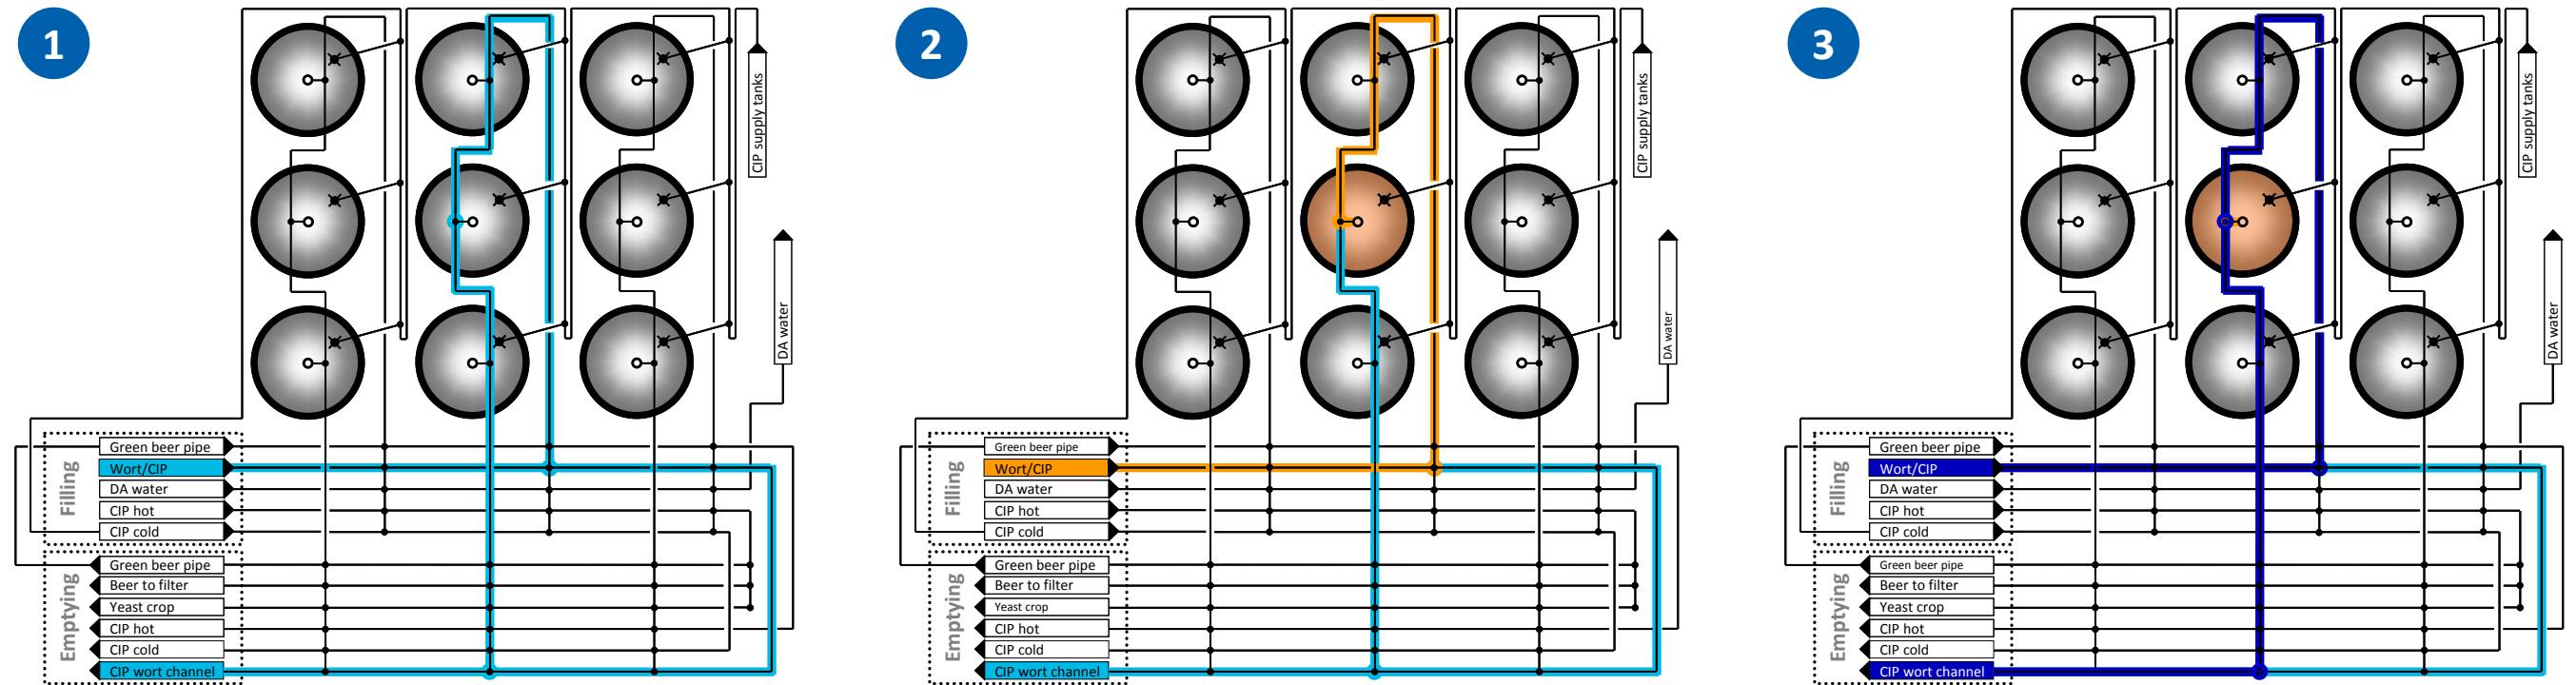 1
CIP supply tanks
DA water
Filling
Green beer pipe
Wort/CIP
DA water
CIP hot
CIP cold
Emptying
Green beer pipe
Beer to filter
Yeast crop
CIP hot
CIP cold
CIP wort channel
2
CIP supply tanks
DA water
Filling
Green beer pipe
Wort/CIP
DA water
CIP hot
CIP cold
Emptying
Green beer pipe
Beer to filter
Yeast crop
CIP hot
CIP cold
CIP wort channel
3
CIP supply tanks
DA water
Filling
Green beer pipe
Wort/CIP
DA water
CIP hot
CIP cold
Emptying
Green beer pipe
Beer to filter
Yeast crop
CIP hot
CIP cold
CIP wort channel